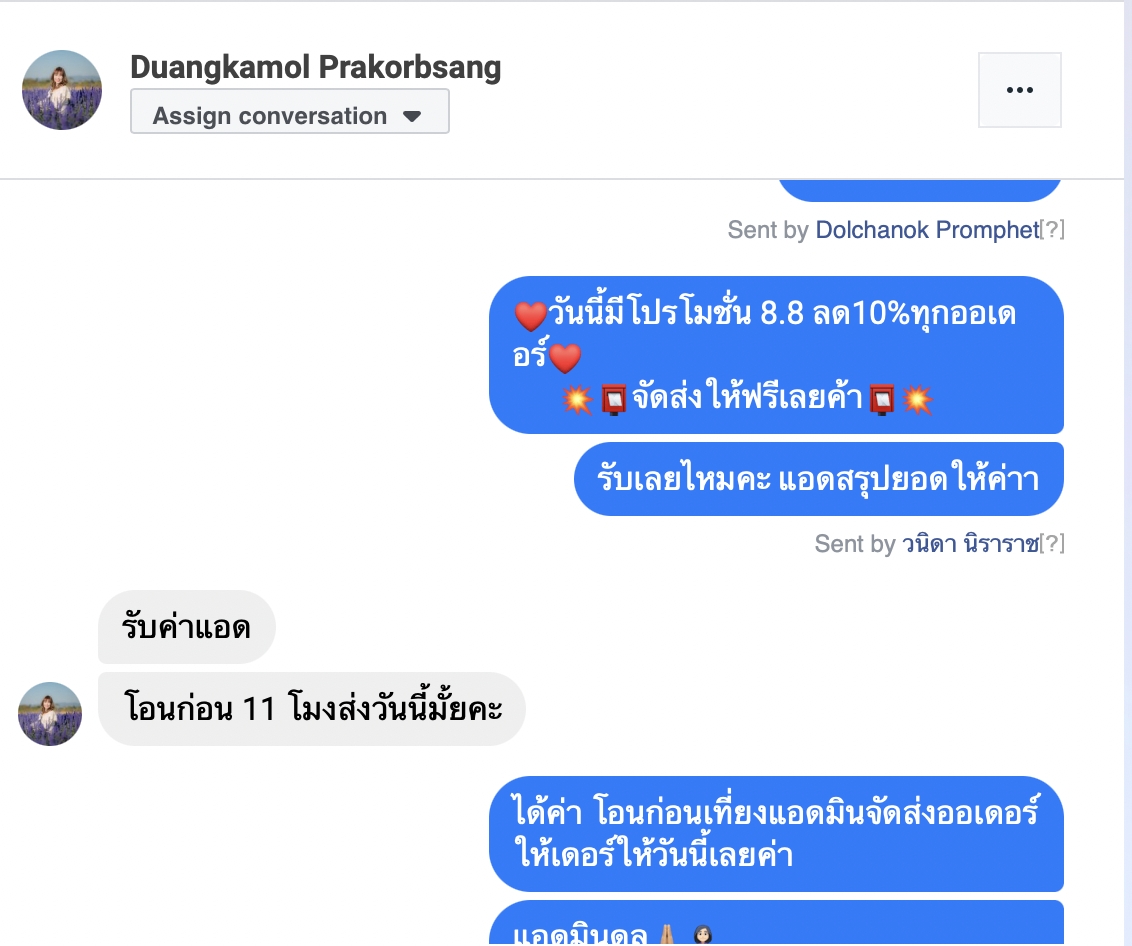 Duangkamol Prakorbsang
Assign conversation
Sent by Dolchanok Promphet[?]
❤️วันนี้มีโปรโมชั่น 8.8 ลด10%ทุกออเด
อร์❤️
💥📮จัดส่งให้ฟรีเลยค้า📮💥
รับเลยไหมคะ แอดสรุปยอดให้ค่าา
Sent by วนิดา นิราราช[?]
รับค่าแอด
โอนก่อน 11 โมงส่งวันนี้มั้ยคะ
ได้ค่า โอนก่อนเที่ยงแอดมินจัดส่งออเดอร์
ให้เดอร์ให้วันนี้เลยค่า
แอดมินดูล🙏🏻👩🏻